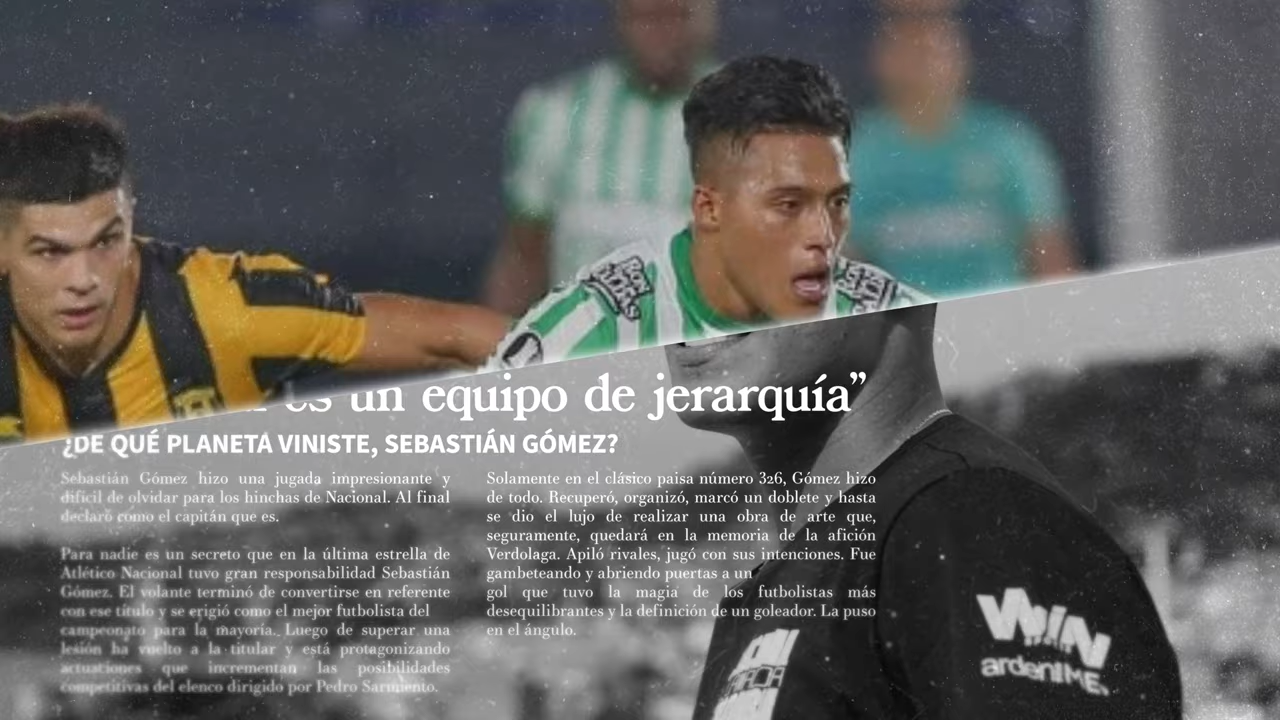 un equipo de jerarquía”
¿DE QUÉ PLANETA VINISTE, SEBASTIÁN GÓMEZ?
Sebastián Gómez hizo una jugada impresionante y
difícil de olvidar para los hinchas de Nacional. Al final
declaró como el capitán que es.
Para nadie es un secreto que en la última estrella de
Atlético Nacional tuvo gran responsabilidad Sebastián
Gómez. El volante terminó de convertirse en referente
con ese título y se erigió como el mejor futbolista del
campeonato para la mayoría. Luego de superar una
lesión ha vuelto a la titular y está protagonizando
actuaciones que incrementan las posibilidades
competitivas del elenco dirigido por Pedro Sarmiento.
Solamente en el clásico paisa número 326, Gómez hizo
de todo. Recuperó, organizó, marcó un doblete y hasta
se dio el lujo de realizar una obra de arte que,
seguramente, quedará en la memoria de la afición
Verdolaga. Apiló rivales, jugó con sus intenciones. Fue
gambeteando y abriendo puertas a un
gol que tuvo la magia de los futbolistas más
desequilibrantes y la definición de un goleador. La puso
en el ángulo.
WIN